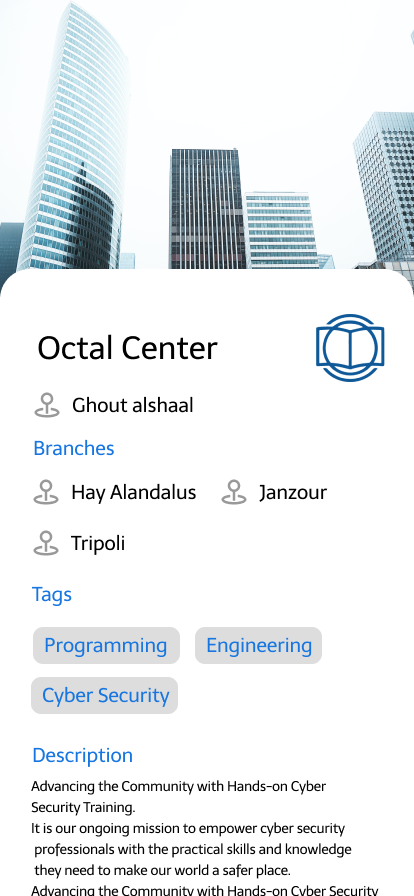 Octal Center
Ghout alshaal
Branches
Hay Alandalus Janzour
Tripoli
Tags
Programming Engineering
Cyber Security
Description
Advancing the Community with Hands-on Cyber
Security Training.
It is our ongoing mission to empower cyber security
professionals with the practical skills and knowledge
they need to make our world a safer place.
Advancing the Community with Hands-on Cyber Security